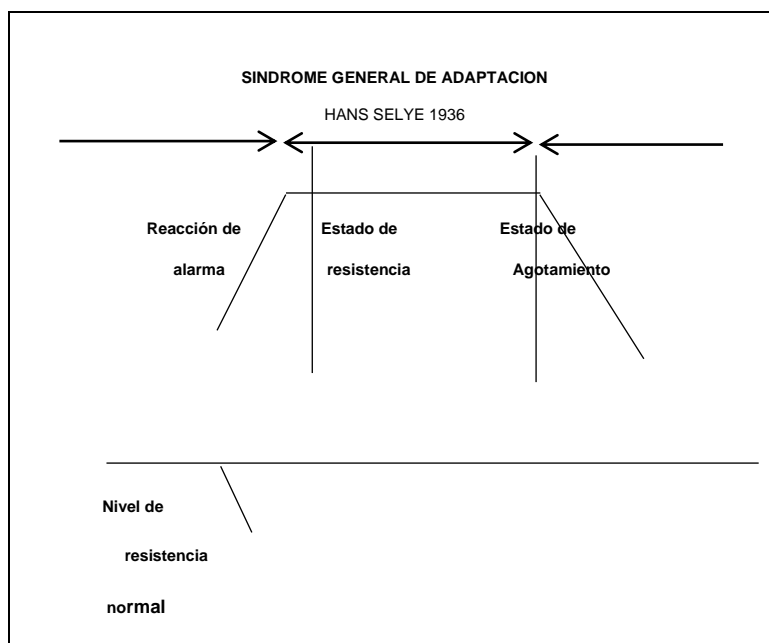 SINDROME GENERAL DE ADAPTACION
HANS SELYE 1936
Reacción de
alarma
Estado de
resistencia
Estado de
Agotamiento
Nivel de
resistencia
normal